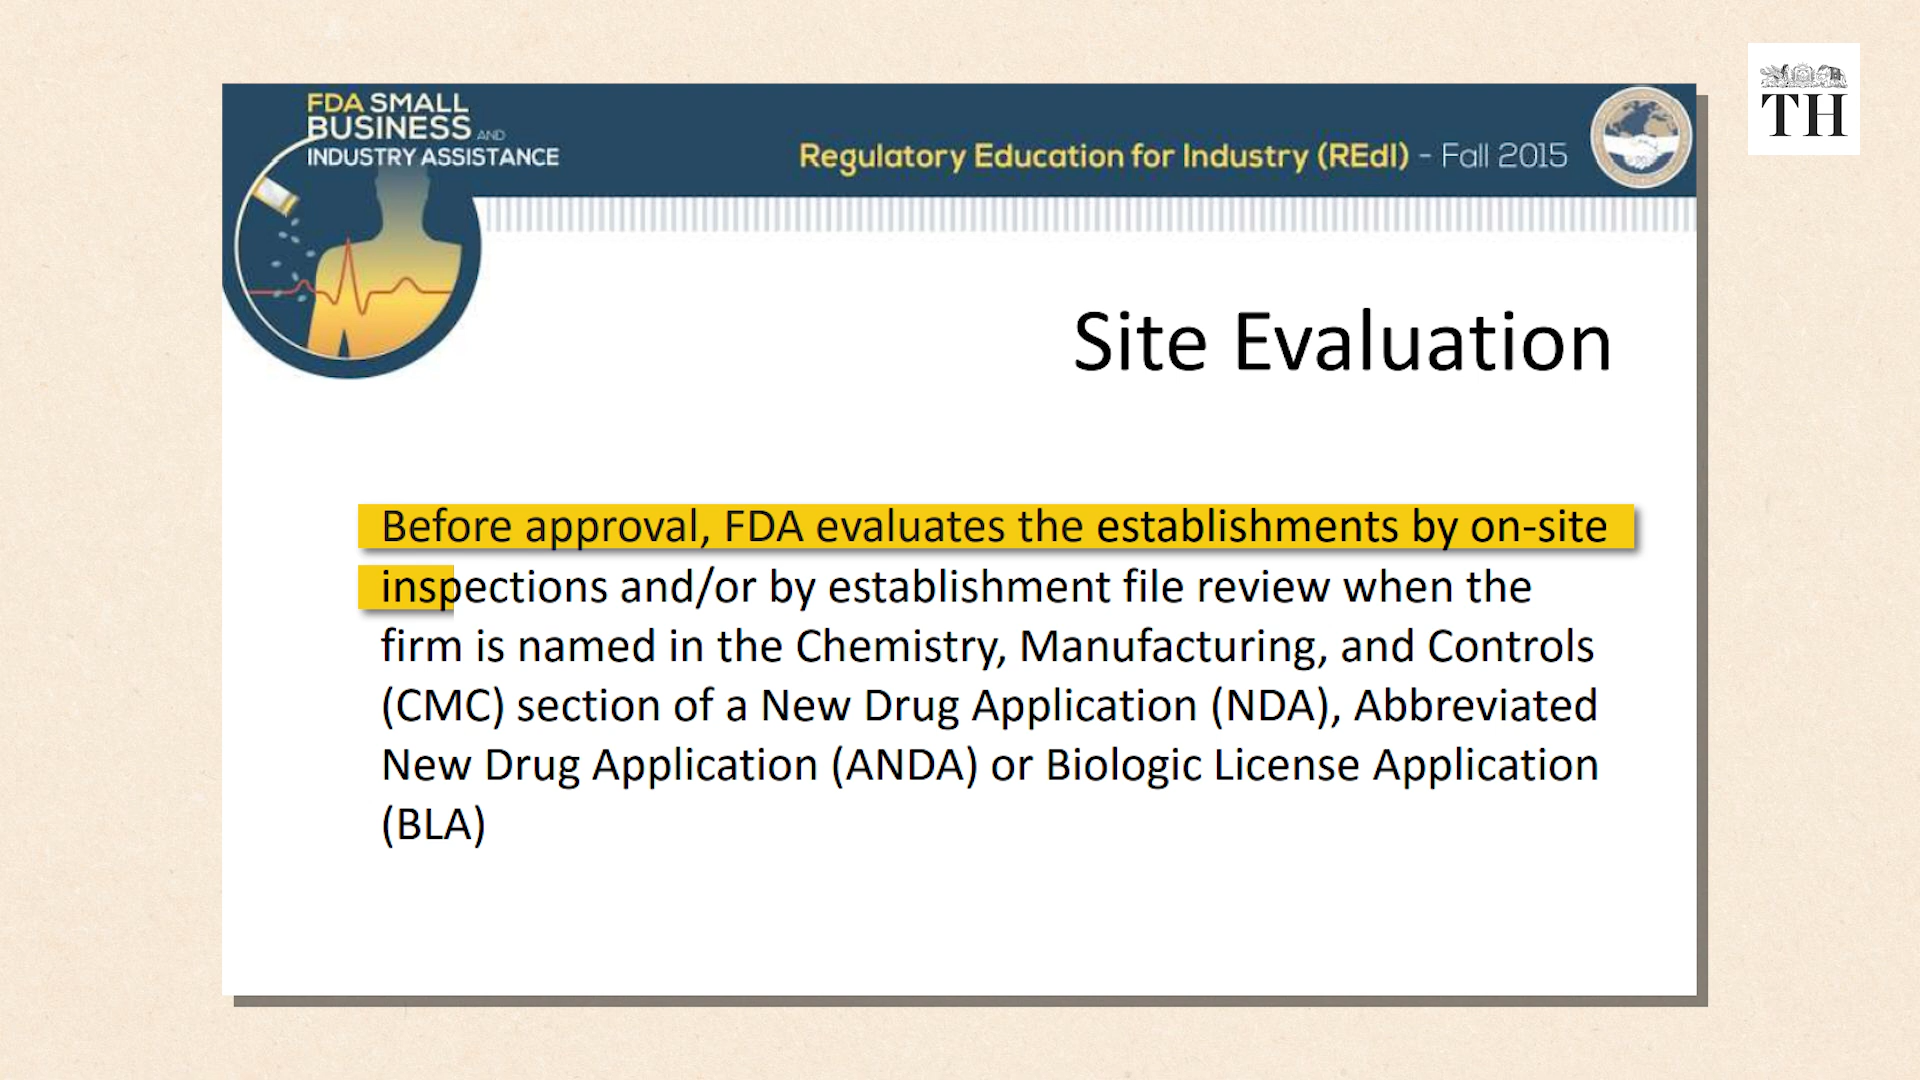 FDA SMALL
BUSINESS AND
INDUSTRY ASSISTANCE
Regulatory Education for Industry (REdI) - Fall 2015
TH
Site Evaluation
Before approval, FDA evaluates the establishments by on-site
inspections and/or by establishment file review when the
firm is named in the Chemistry, Manufacturing, and Controls
(CMC) section of a New Drug Application (NDA), Abbreviated
New Drug Application (ANDA) or Biologic License Application
(BLA)